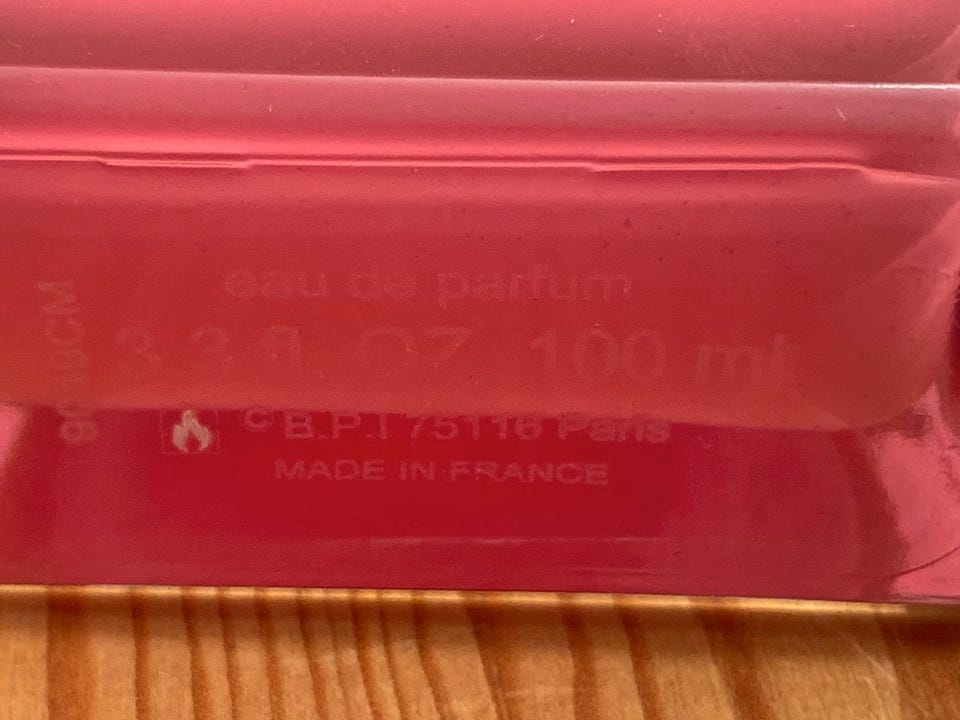 eau de parfum
3.3 fl. OZ 100 ml
© B.P.I 75116 Paris
MADE IN FRANCE